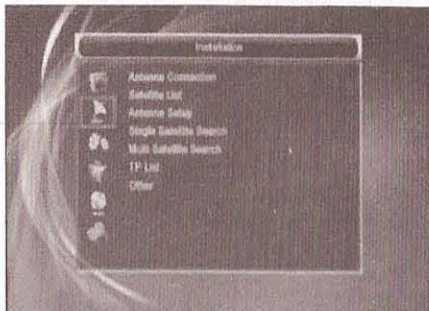 Installation
Antenna Connection
Satellite List
Antenna Setup
Single Satellite Search
Multi Satellite Search
TP List
Other